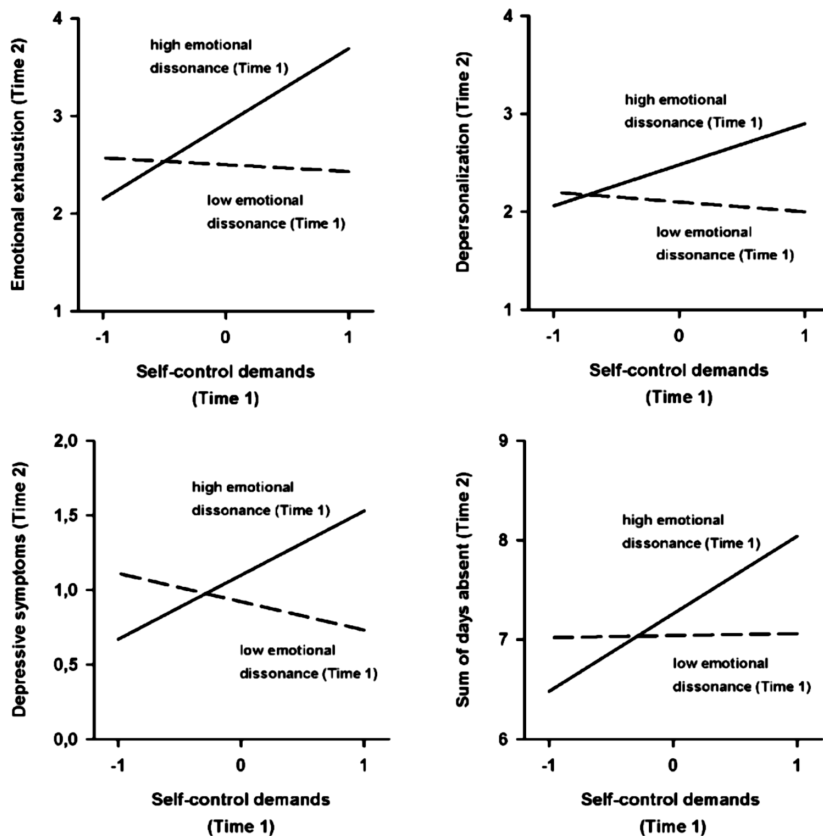 Emotional exhaustion (Time 2)
4
3
2
1
high emotional
dissonance (Time 1)
low emotional
dissonance (Time 1)
-1 0 1
Self-control demands
(Time 1)
Depersonalization (Time 2)
4
3
2
1
high emotional
dissonance (Time 1)
low emotional
dissonance (Time 1)
-1 0 1
Self-control demands
(Time 1)
Depressive symptoms (Time 2)
2,0
1,5
1,0
0,5
0,0
high emotional
dissonance (Time 1)
low emotional
dissonance (Time 1)
-1 0 1
Self-control demands
(Time 1)
Sum of days absent (Time 2)
9
8
7
6
high emotional
dissonance (Time 1)
low emotional
dissonance (Time 1)
-1 0 1
Self-control demands
(Time 1)